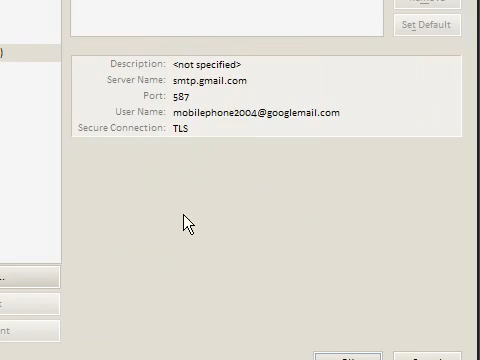 Set Default
)
Description: <not specified>
Server Name: smtp.gmail.com
Port: 587
User Name: mobilephone2004@googlemail.com
Secure Connection: TLS
..
t
nt